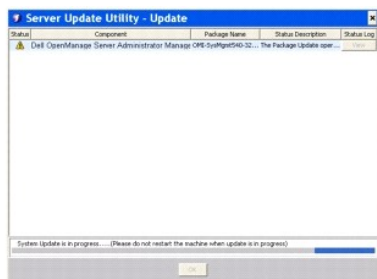 Server Update Utility - Update
Status Component Package Name Status Description Status Log
Dell OpenManage Server Administrator Manag OMI-SysMgmt540-32... The Package Update oper... View
System Update is in progress......(Please do not restart the machine when update is in progress)
OK